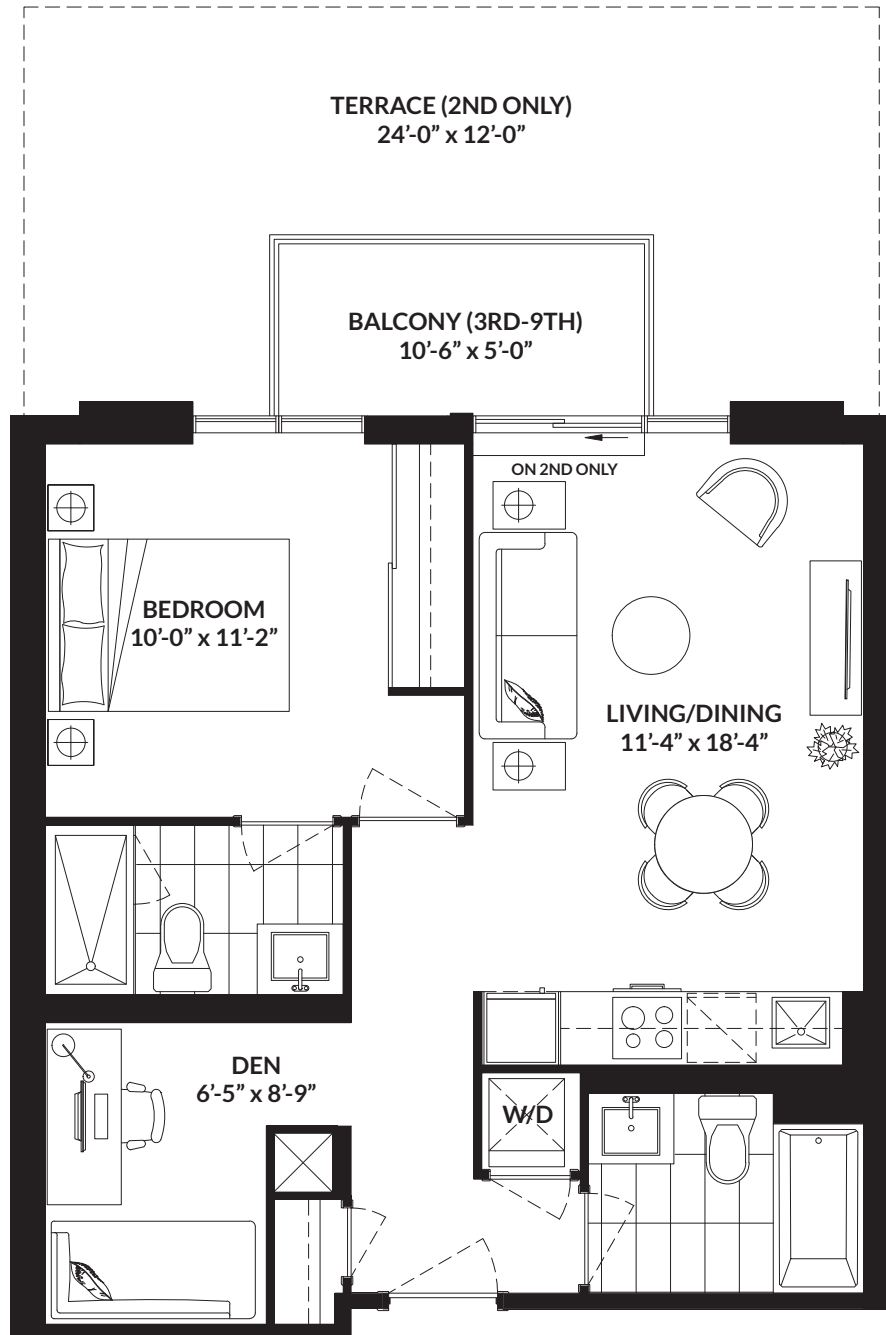 TERRACE (2ND ONLY)
24’-0” x 12’-0”
BALCONY (3RD-9TH)
10’-6” x 5’-0”
ON 2ND ONLY
BEDROOM
10’-0” x 11’-2”
LIVING/DINING
11’-4” x 18’-4”
DEN
6’-5” x 8’-9”
W/D